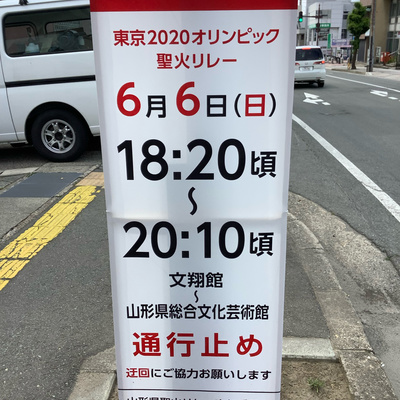 東京2020オリンピック
聖火リレー
6月6日(日)
18:20頃
〜
20:10頃
文翔館
〜
山形県総合文化芸術館
通行止め
迂回にご協力お願いします